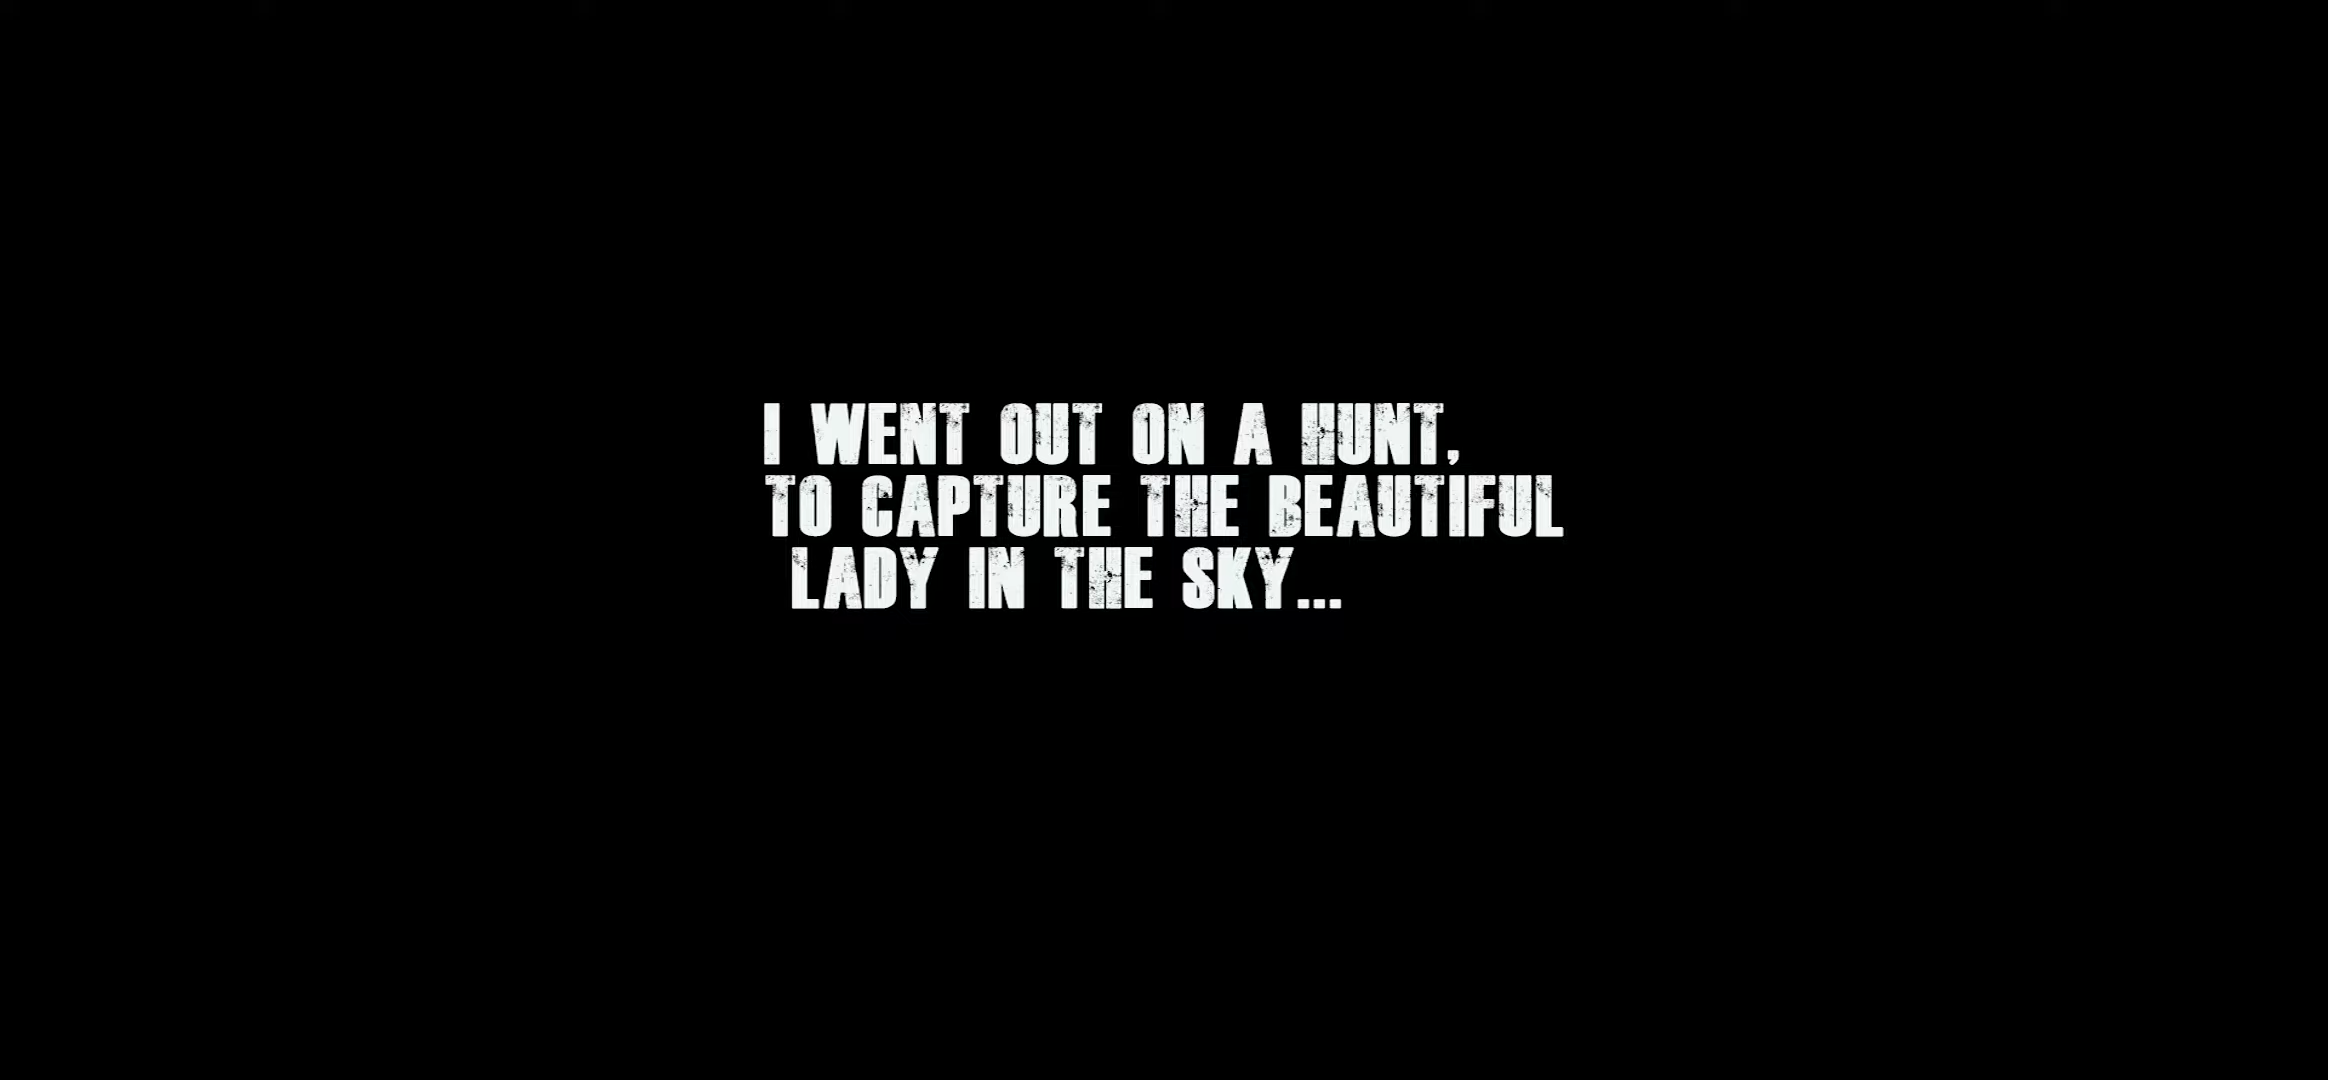 I WENT OUT ON A HUNT,
TO CAPTURE THE BEAUTIFUL
LADY IN THE SKY...